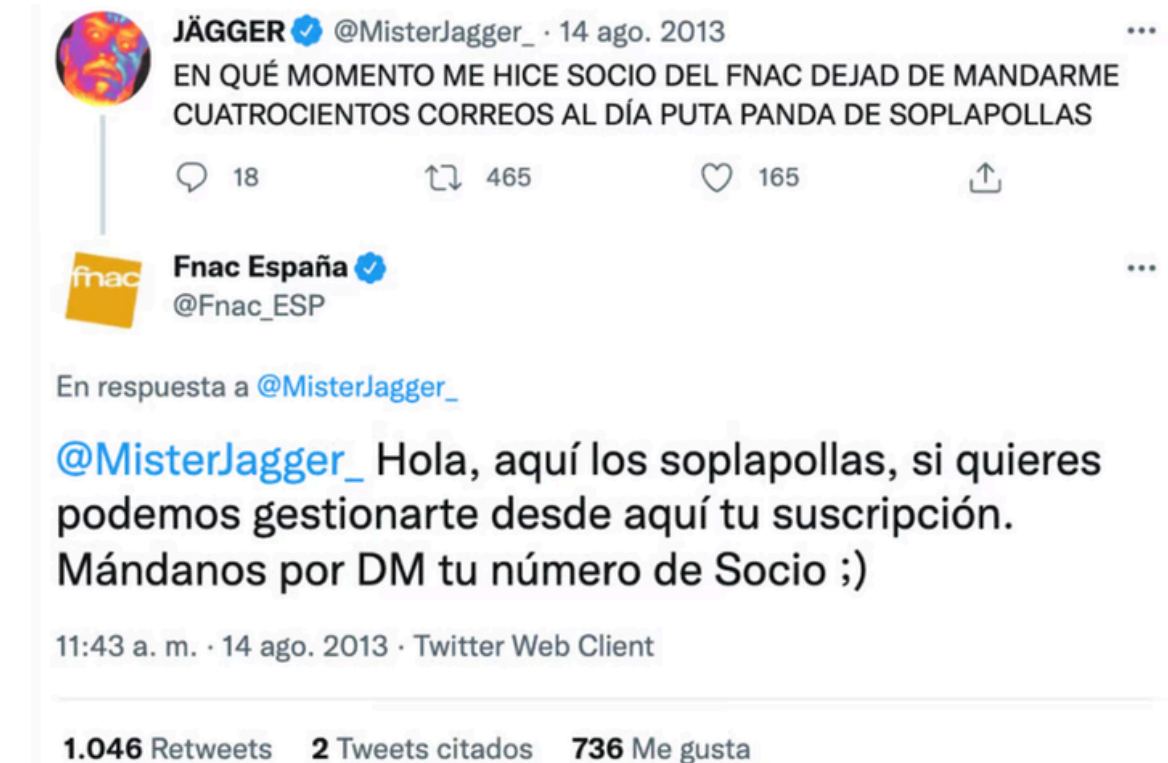 JÄGGER @MisterJagger_ · 14 ago. 2013
EN QUÉ MOMENTO ME HICE SOCIO DEL FNAC DEJAD DE MANDARME
CUATROCIENTOS CORREOS AL DÍA PUTA PANDA DE SOPLAPOLLAS
18 465 165
fnac
Fnac España
@Fnac_ESP
En respuesta a @MisterJagger_
@MisterJagger_ Hola, aquí los soplapollas, si quieres
podemos gestionarte desde aquí tu suscripción.
Mándanos por DM tu número de Socio ;)
11:43 a. m. · 14 ago. 2013 · Twitter Web Client
1.046 Retweets 2 Tweets citados 736 Me gusta